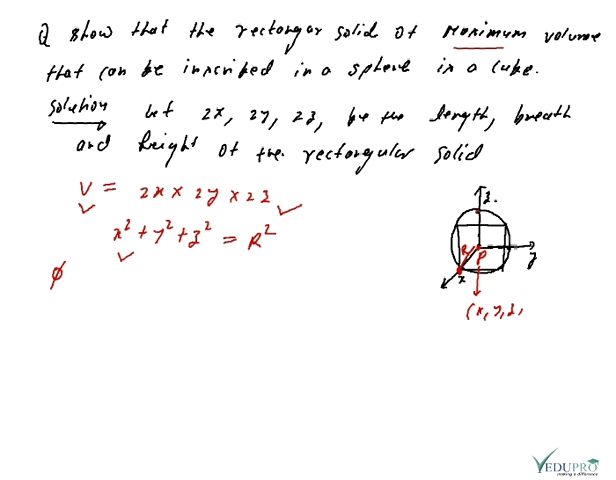 Q show that the rectangar solid of Maximum volume
that can be inscribed in a sphere is a cube.
Solution let 2x, 2y, 2z, be the length, breath
and height of the rectangular solid
V = 2x × 2y × 2z
x² + y² + z² = R²
ϕ
z
R
P
y
x
(x, y, z,
VEDUPRO
making a difference